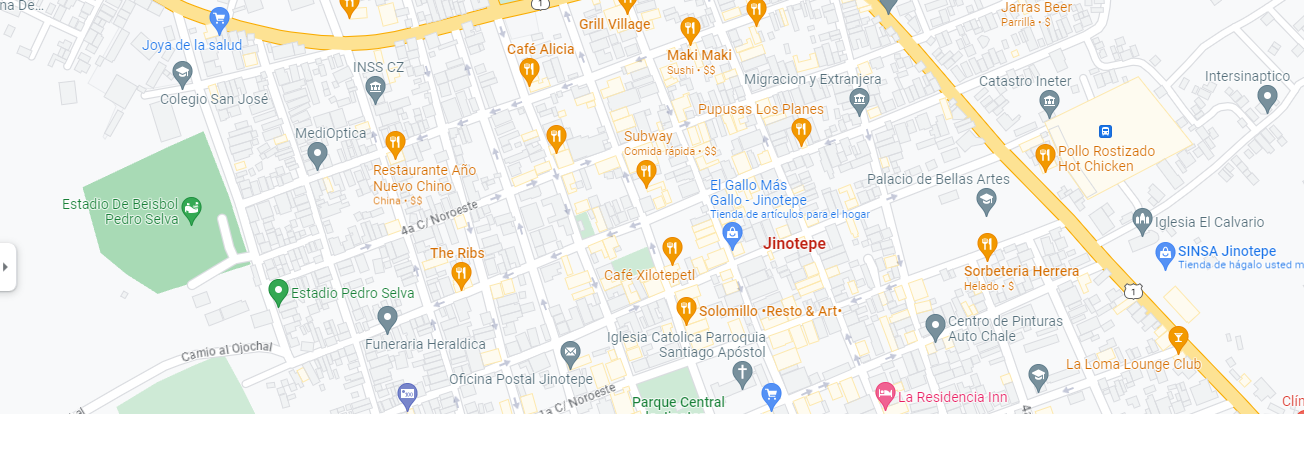 na De...
Jarras Beer
Parrilla • $
1
Grill Village
Joya de la salud
Café Alicia
Maki Maki
Sushi • $$
INSS CZ
Migracion y Extranjera
Catastro Ineter
Intersinaptico
Colegio San José
Pupusas Los Planes
MediOptica
Subway
Comida rápida • $$
Pollo Rostizado
Hot Chicken
Restaurante Año
Nuevo Chino
China • $$
El Gallo Más
Gallo - Jinotepe
Tienda de artículos para el hogar
Palacio de Bellas Artes
Estadio De Beisbol
Pedro Selva
4a C/ Noroeste
Iglesia El Calvario
Jinotepe
The Ribs
SINSA Jinotepe
Tienda de hágalo usted m
Café Xilotepetl
Sorbeteria Herrera
Helado • $
Estadio Pedro Selva
1
Solomillo •Resto & Art•
Centro de Pinturas
Auto Chale
Funeraria Heraldica
Iglesia Catolica Parroquia
Santiago Apóstol
Camio al Ojochal
La Loma Lounge Club
Oficina Postal Jinotepe
1a C/ Noroeste
La Residencia Inn
Parque Central
Clín